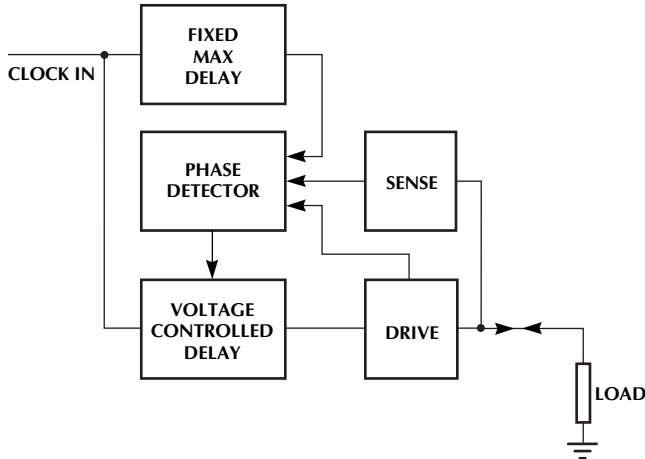 FIXED
MAX
DELAY
CLOCK IN
PHASE
DETECTOR
SENSE
VOLTAGE
CONTROLLED
DELAY
DRIVE
LOAD